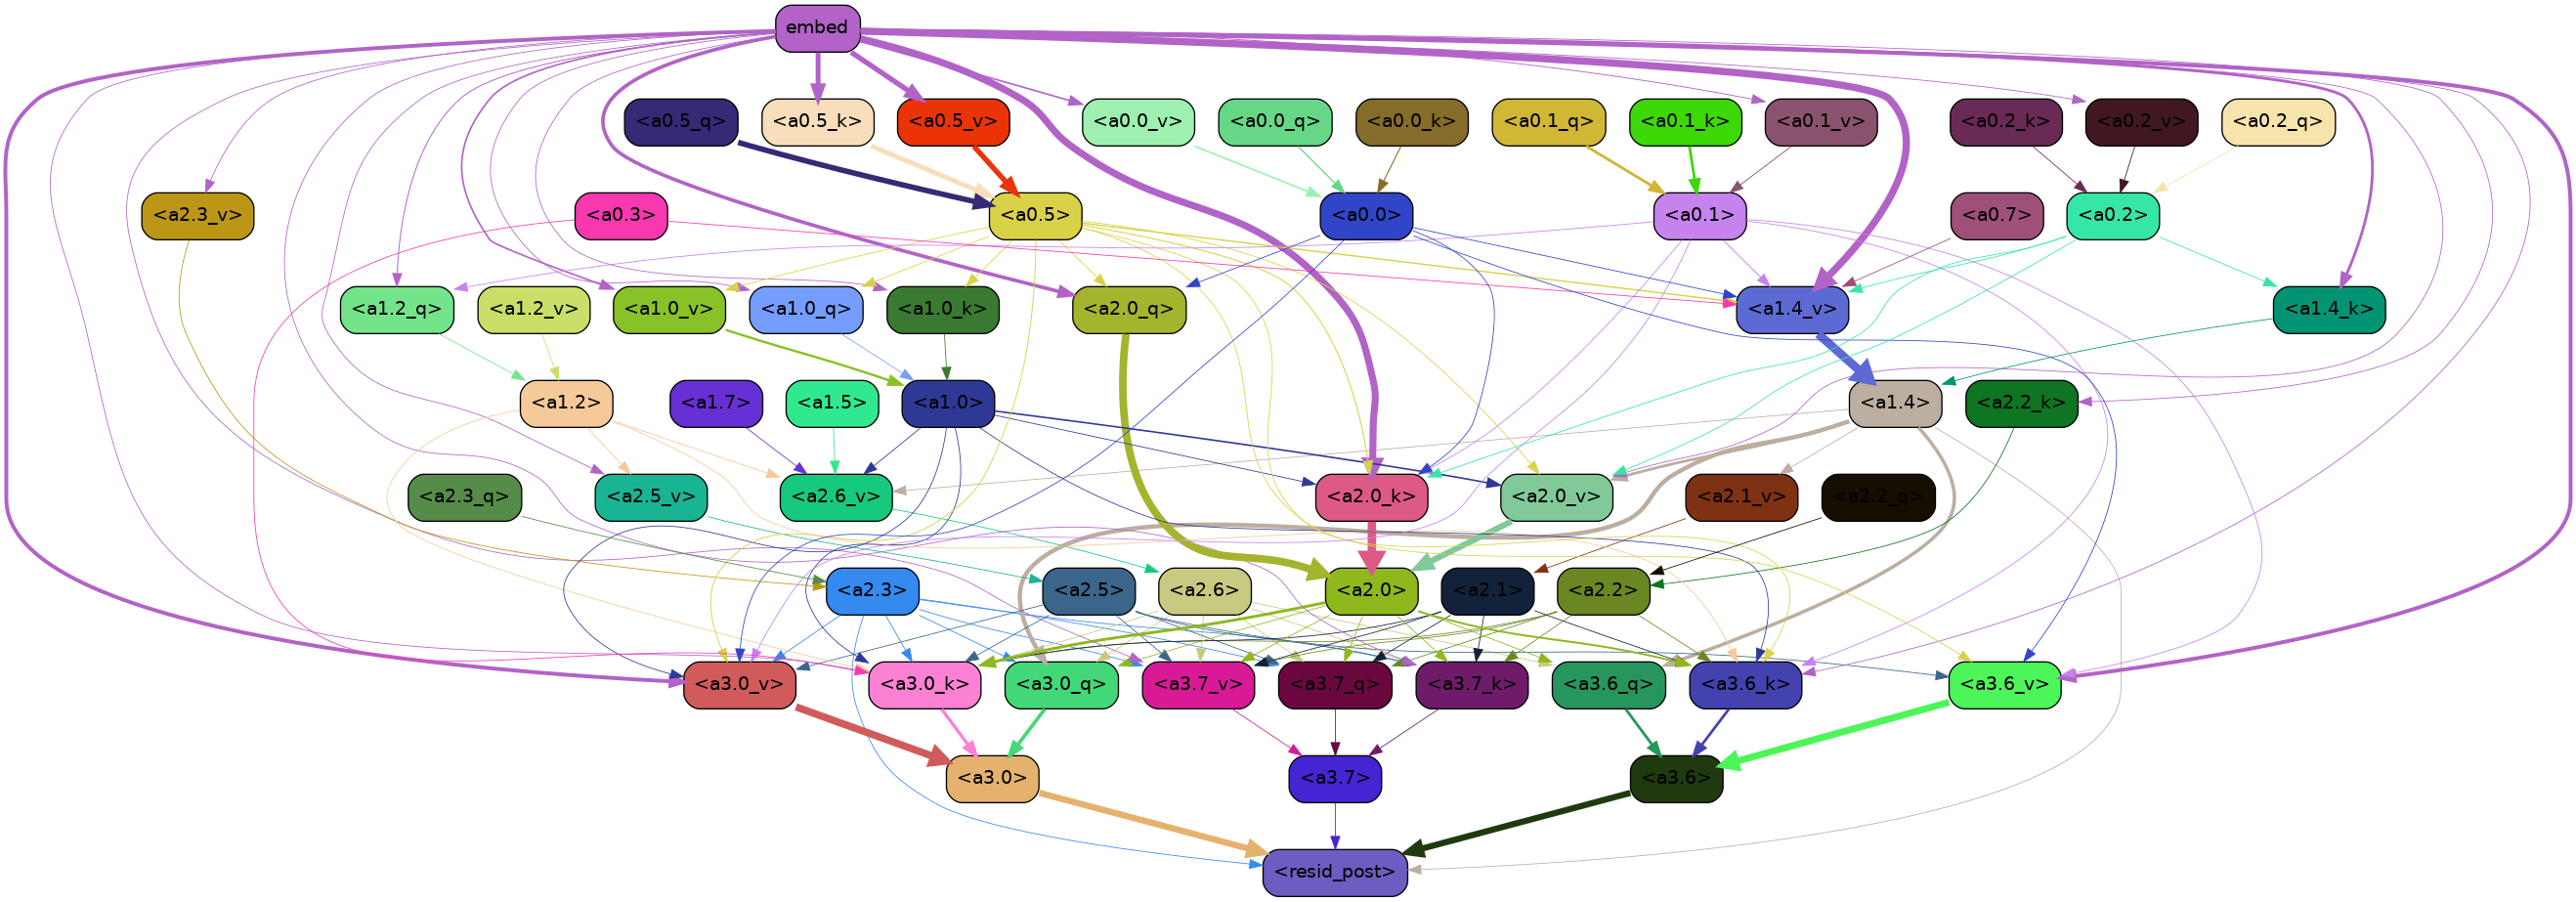 embed
<a0.5_q> <a0.5_k> <a0.5_v> <a0.0_v> <a0.0_q> <a0.0_k> <a0.1_q> <a0.1_k> <a0.1_v> <a0.2_k> <a0.2_v> <a0.2_q>
<a2.3_v> <a0.3> <a0.5> <a0.0> <a0.1> <a0.7> <a0.2>
<a1.2_q> <a1.2_v> <a1.0_v> <a1.0_q> <a1.0_k> <a2.0_q> <a1.4_v> <a1.4_k>
<a1.2> <a1.7> <a1.5> <a1.0> <a1.4> <a2.2_k>
<a2.3_q> <a2.5_v> <a2.6_v> <a2.0_k> <a2.0_v> <a2.1_v> <a2.2_q>
<a2.3> <a2.5> <a2.6> <a2.0> <a2.1> <a2.2>
<a3.0_v> <a3.0_k> <a3.0_q> <a3.7_v> <a3.7_q> <a3.7_k> <a3.6_q> <a3.6_k> <a3.6_v>
<a3.0> <a3.7> <a3.6>
<resid_post>